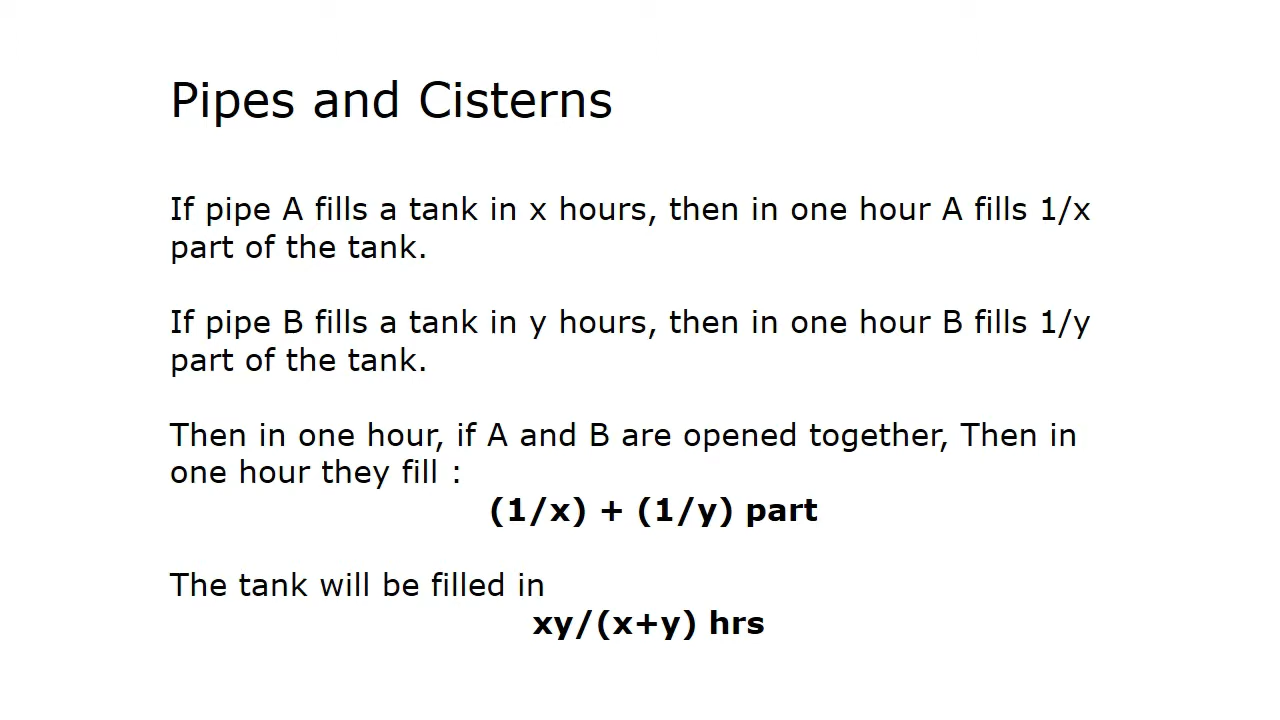 Pipes and Cisterns
If pipe A fills a tank in x hours, then in one hour A fills 1/x
part of the tank.
If pipe B fills a tank in y hours, then in one hour B fills 1/y
part of the tank.
Then in one hour, if A and B are opened together, Then in
one hour they fill :
(1/x) + (1/y) part
The tank will be filled in
xy/(x+y) hrs